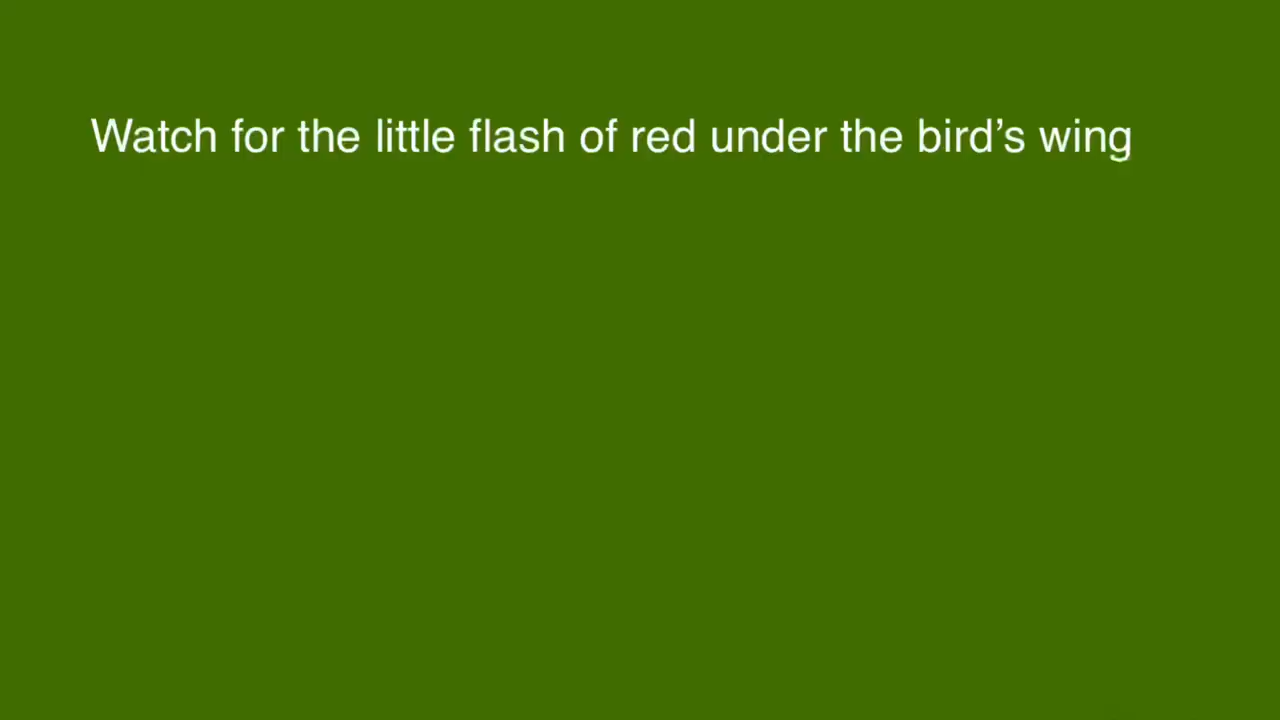 Watch for the little flash of red under the bird’s wing